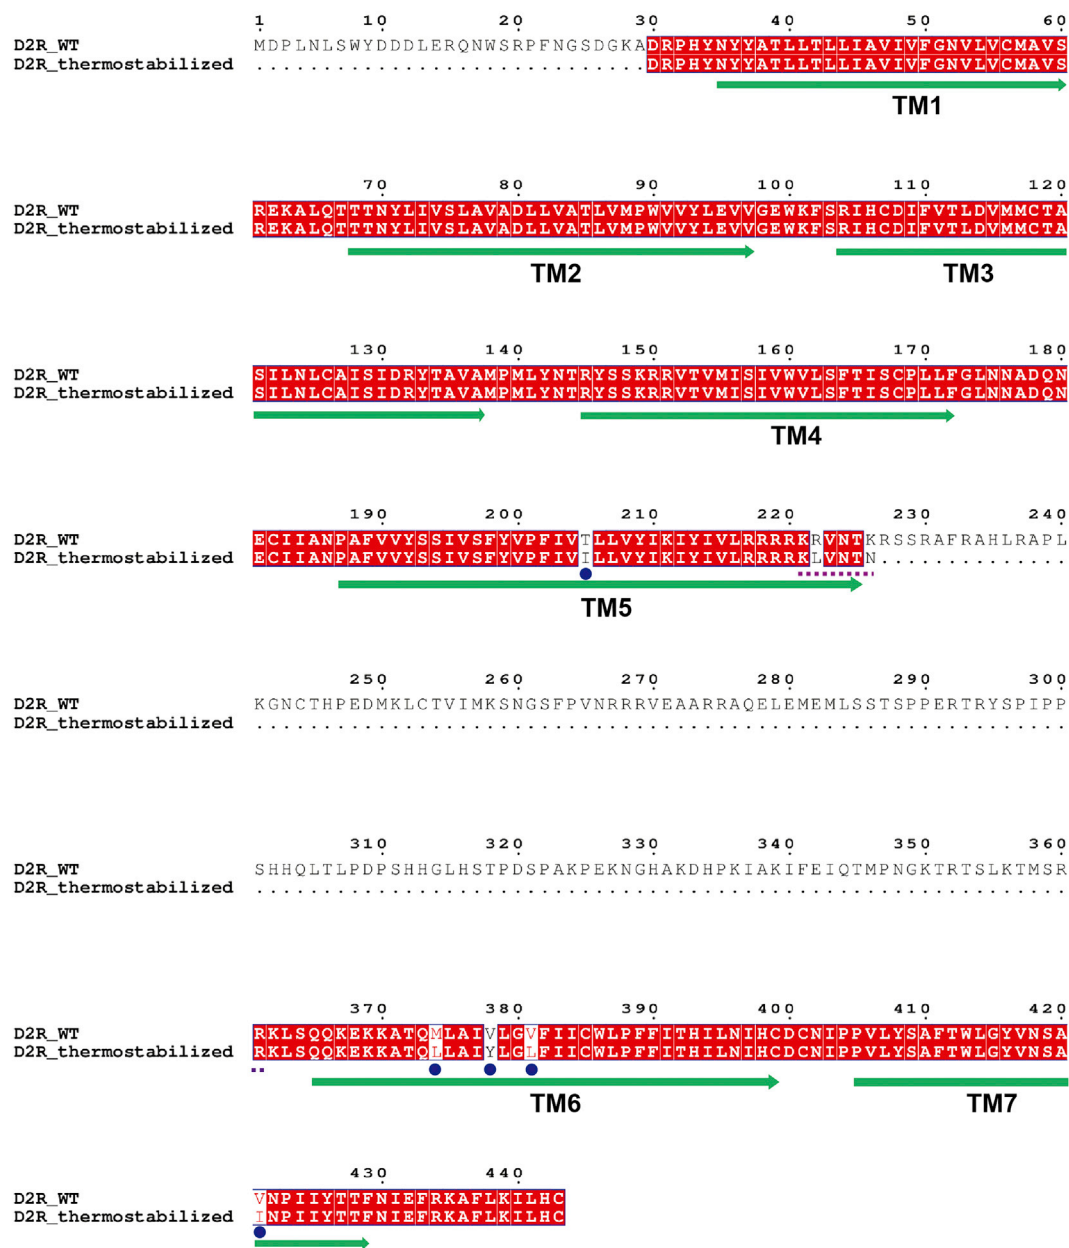 1 10 20 30 40 50 60
D2R_WT MDPLNLSWYDDDLERQNWSRPFNGSDGKADRPHYNYYATLLTLLIAVIVFGNVLVCMAVS
D2R_thermostabilized .............................DRPHYNYYATLLTLLIAVIVFGNVLVCMAVS
TM1
70 80 90 100 110 120
D2R_WT REKALQTTTNYLIVSLAVADLLVATLVMPWVVYLEVVGEWKFSRIHCDIFVTLDVMMCTA
D2R_thermostabilized REKALQTTTNYLIVSLAVADLLVATLVMPWVVYLEVVGEWKFSRIHCDIFVTLDVMMCTA
TM2 TM3
130 140 150 160 170 180
D2R_WT SILNLCAISIDRYTAVAMPMLYNTRYSSKRRVTVMISIVWVLSFTISCPLLFGLNNADQN
D2R_thermostabilized SILNLCAISIDRYTAVAMPMLYNTRYSSKRRVTVMISIVWVLSFTISCPLLFGLNNADQN
TM4
190 200 210 220 230 240
D2R_WT ECIIANPAFVVYSSIVSFYVPFIVTLLVYIKIYIVLRRRRKRVNTKRSSRAFRAHLRAPL
D2R_thermostabilized ECIIANPAFVVYSSIVSFYVPFIVILLVYIKIYIVLRRRRKLVNTN..............
TM5
250 260 270 280 290 300
D2R_WT KGNCTHPEDMKLCTVIMKSNGSFPVNRRRVEAARRAQELEMEMLSSTSPPERTRYSPIPP
D2R_thermostabilized ............................................................
310 320 330 340 350 360
D2R_WT SHHQLTLPDPSHHGLHSTPDSPAKPEKNGHAKDHPKIAKIFEIQTMPNGKTRTSLKTMSR
D2R_thermostabilized ............................................................
370 380 390 400 410 420
D2R_WT RKLSQQKEKKATQMLAIVLGVFIICWLPFFITHILNIHCDCNIPPVLYSAFTWLGYVNSA
D2R_thermostabilized RKLSQQKEKKATQLLAIYLGLFIICWLPFFITHILNIHCDCNIPPVLYSAFTWLGYVNSA
TM6 TM7
430 440
D2R_WT VNPIIYTTFNIEFRKAFLKILHC
D2R_thermostabilized INPIIYTTFNIEFRKAFLKILHC